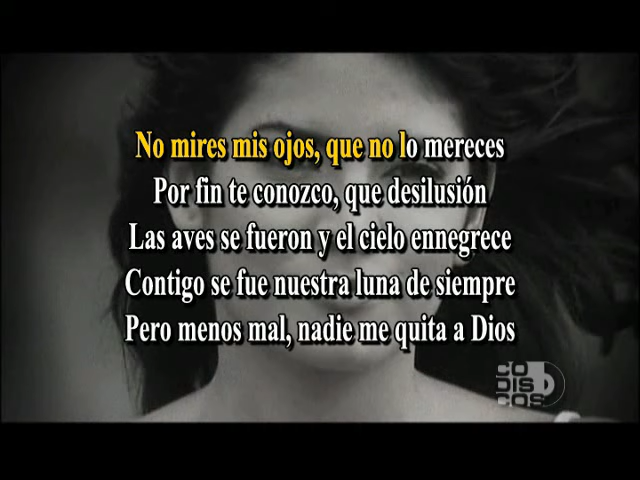 No mires mis ojos, que no lo mereces
Por fin te conozco, que desilusión
Las aves se fueron y el cielo ennegrece
Contigo se fue nuestra luna de siempre
Pero menos mal, nadie me quita a Dios
CO
DIS
COS